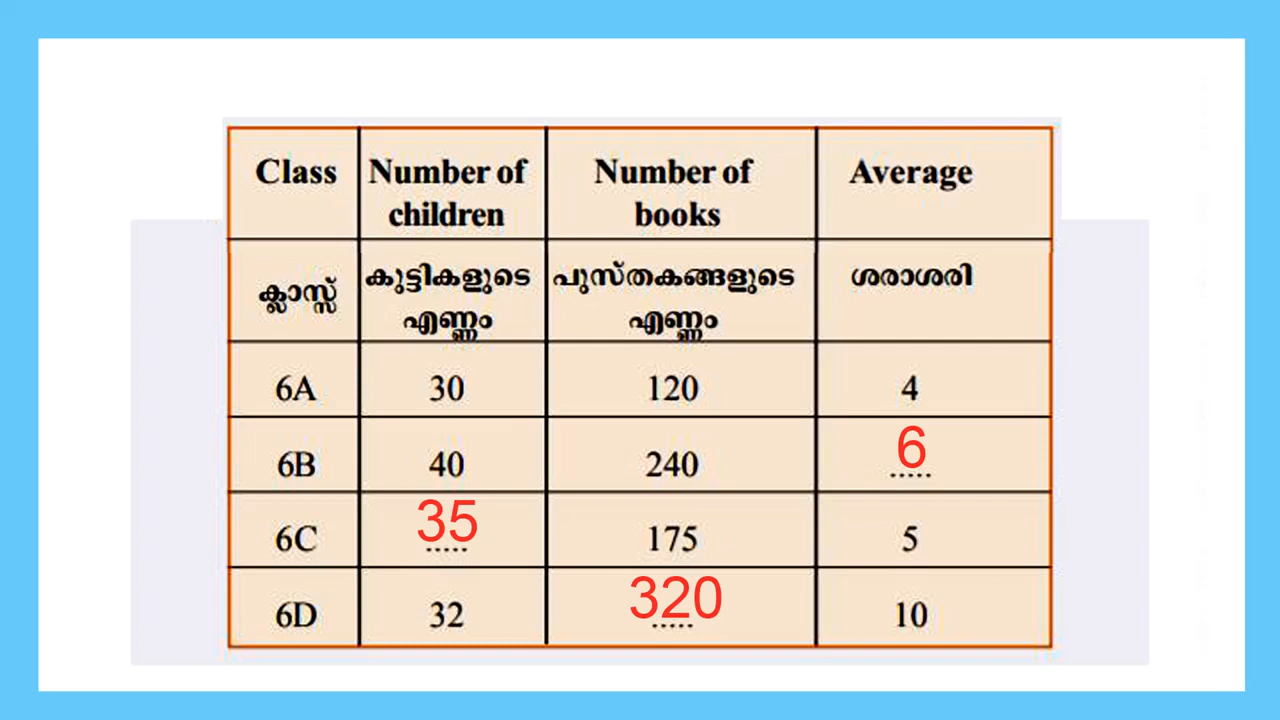 Class Number of children Number of books Average
ക്ലാസ്സ് കുട്ടികളുടെ എണ്ണം പുസ്തകങ്ങളുടെ എണ്ണം ശരാശരി
6A 30 120 4
6B 40 240 6
6C 35 175 5
6D 32 320 10